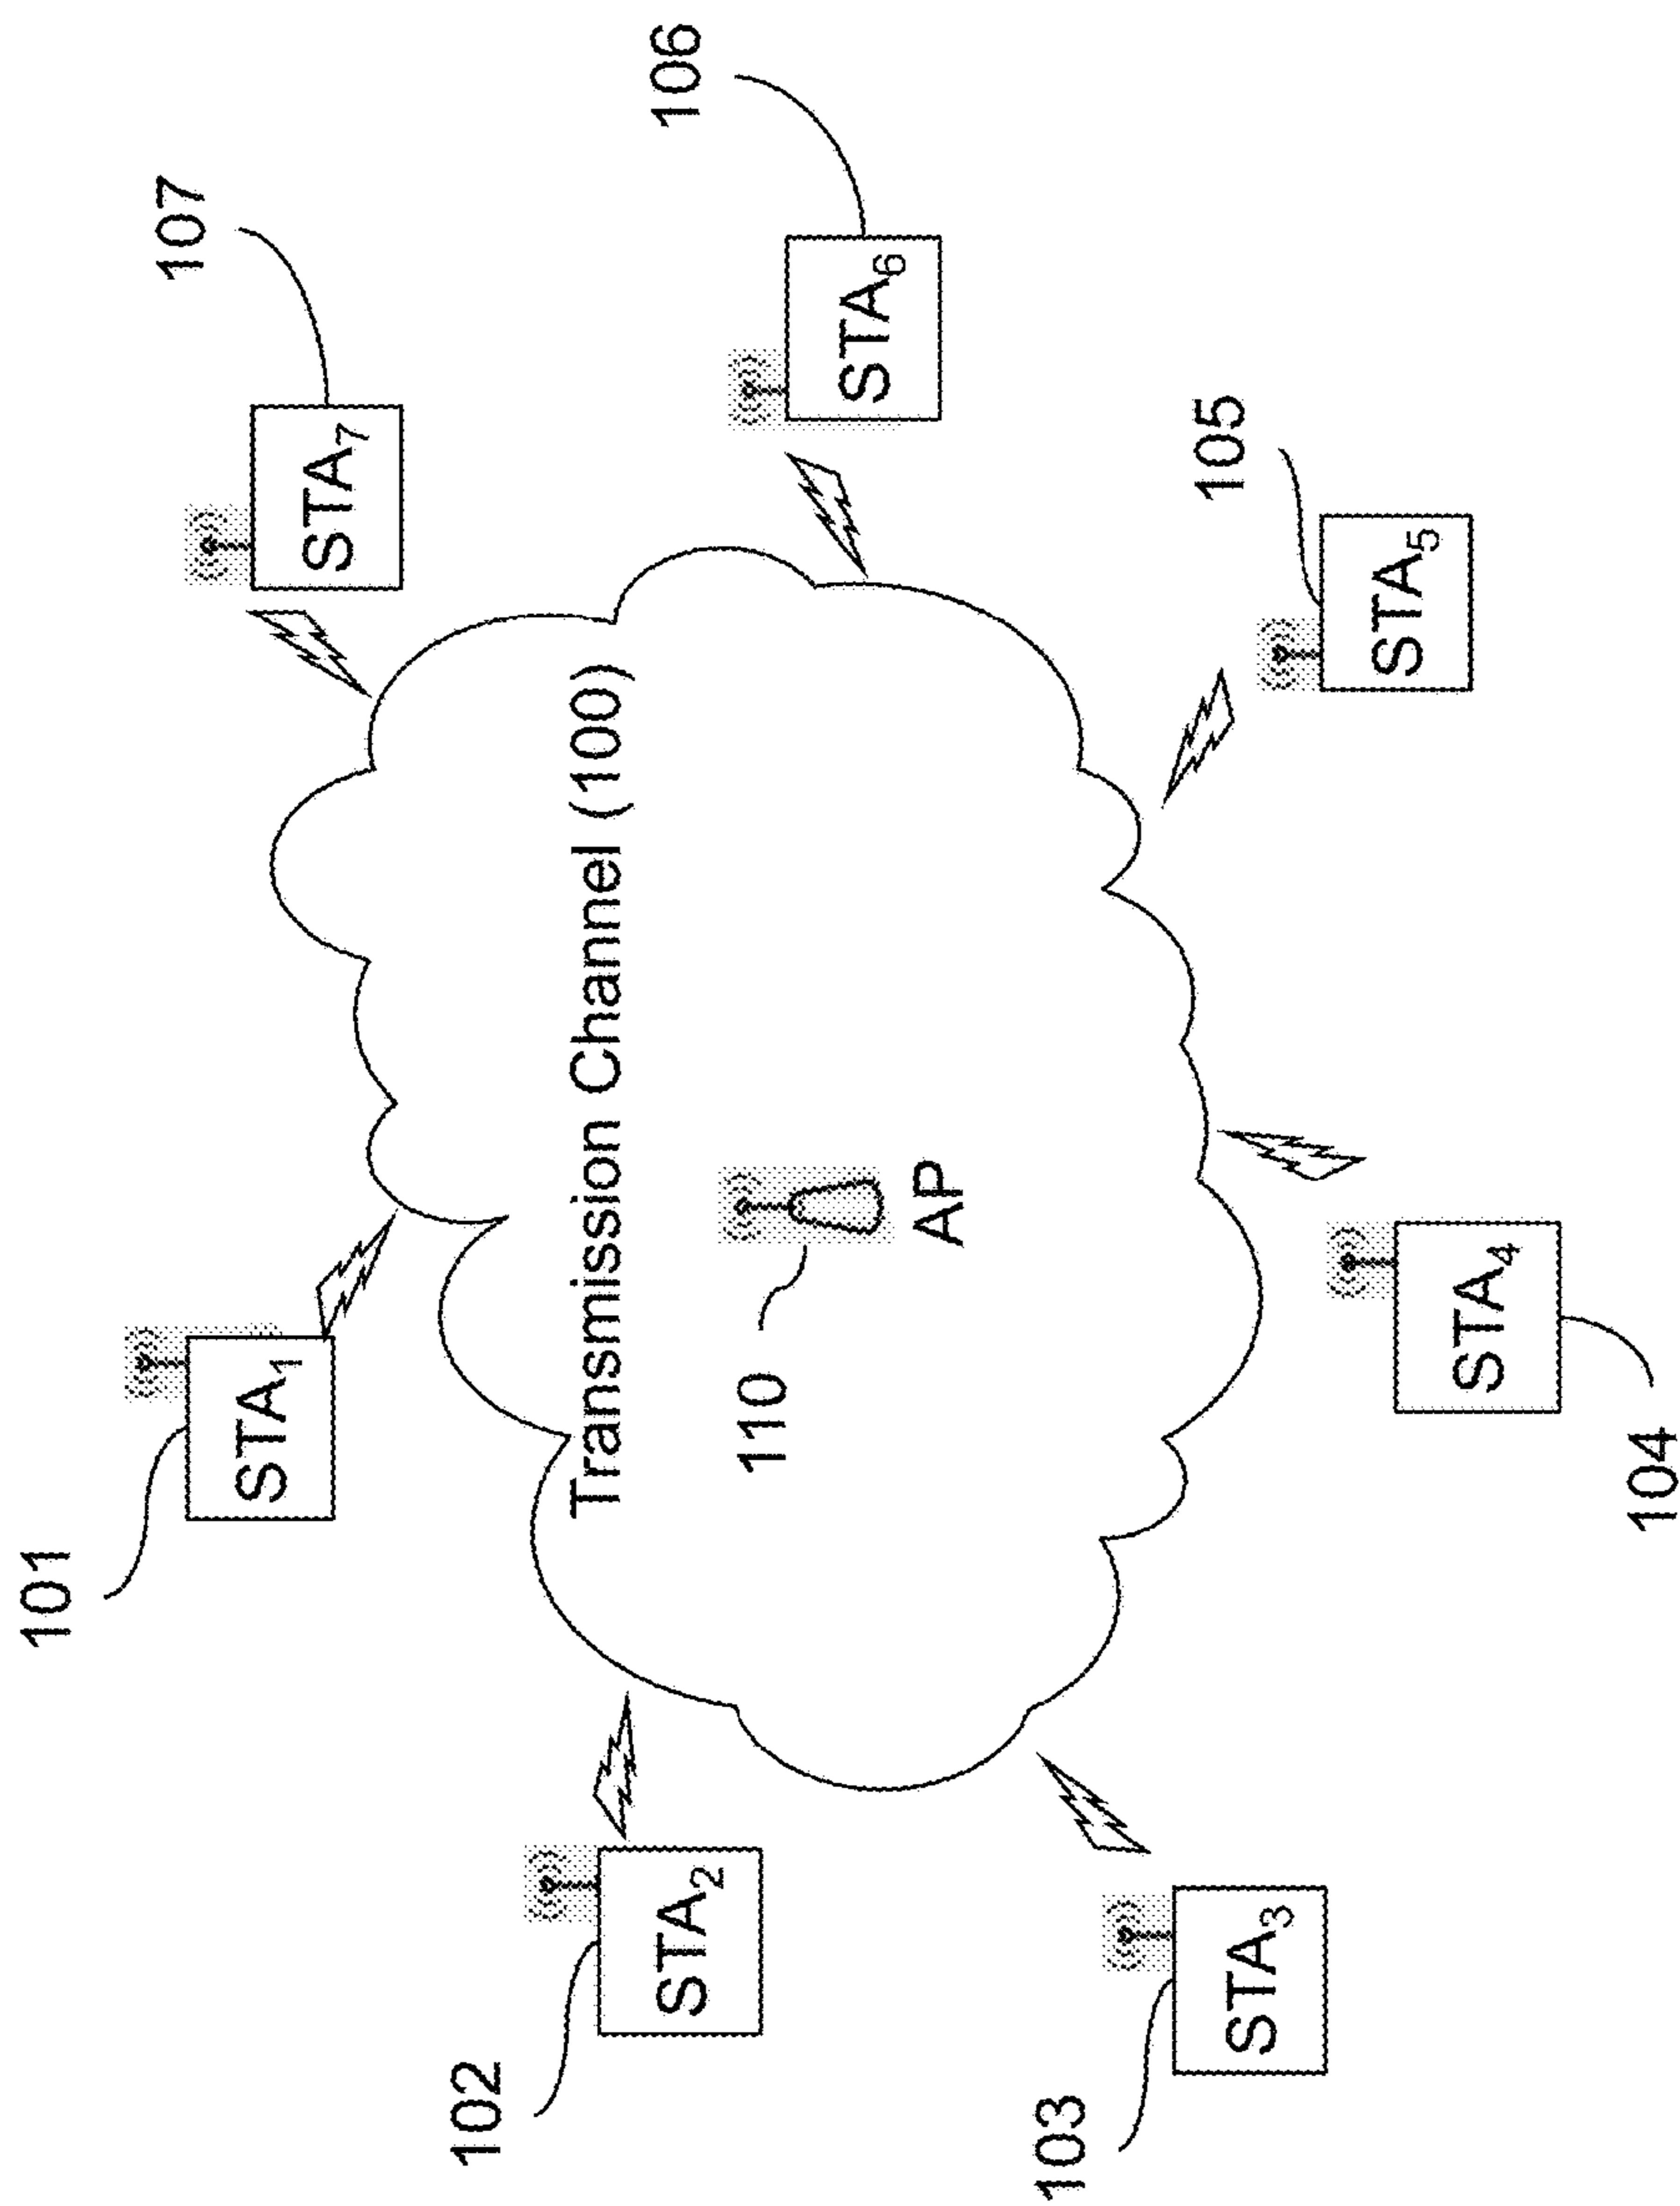 101
STA1
107
STA7
106
STA6
102
STA2
Transmission Channel (100)
110
AP
103
STA3
104
STA4
105
STA5